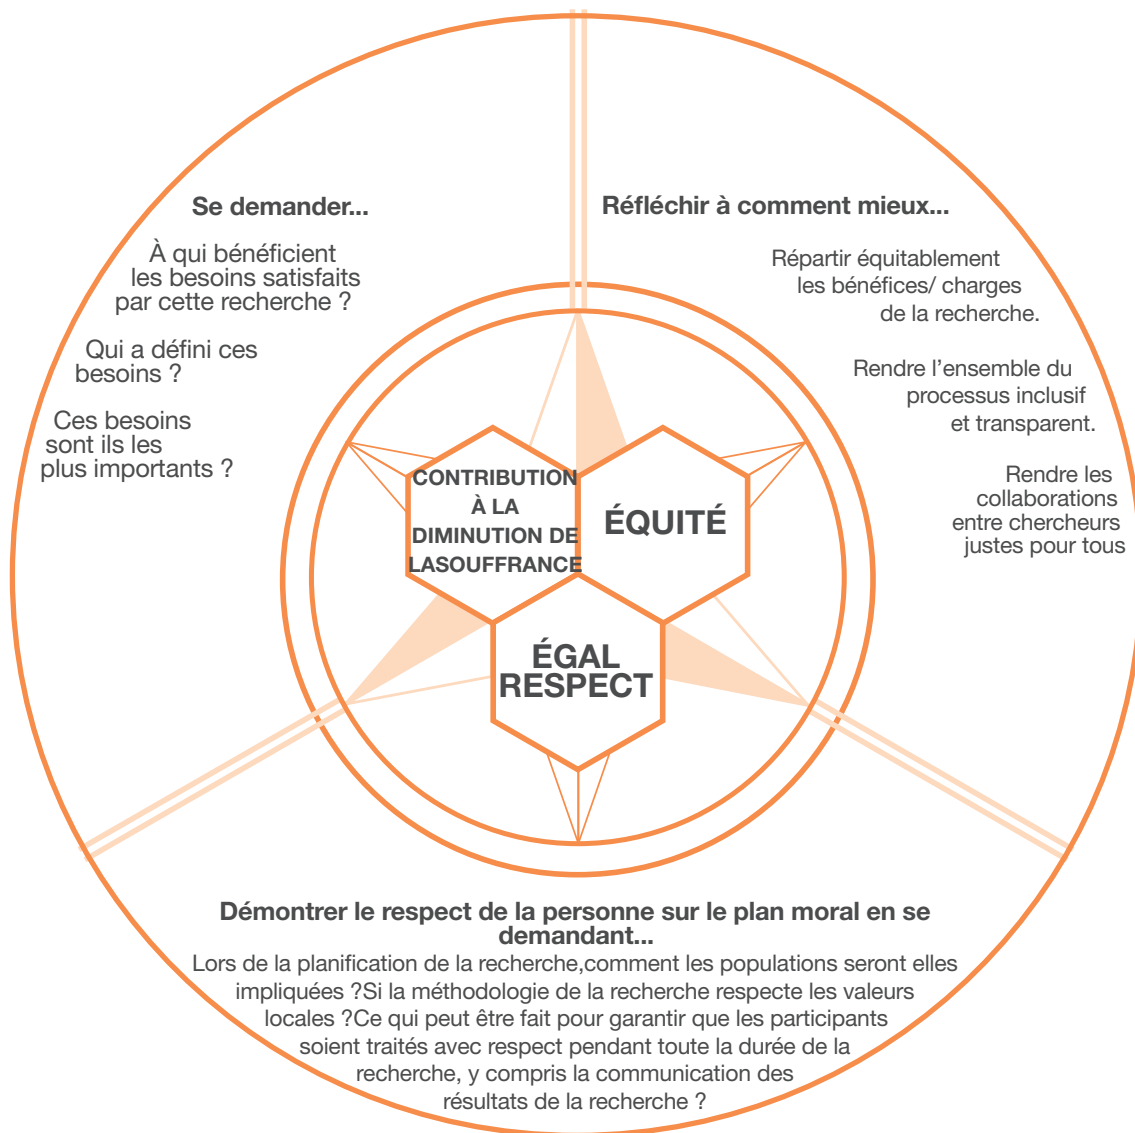 Se demander...
À qui bénéficient
les besoins satisfaits
par cette recherche ?
Qui a défini ces
besoins ?
Ces besoins
sont ils les
plus importants ?
Réfléchir à comment mieux...
Répartir équitablement
les bénéfices/ charges
de la recherche.
Rendre l’ensemble du
processus inclusif
et transparent.
Rendre les
collaborations
entre chercheurs
justes pour tous
CONTRIBUTION
À LA
DIMINUTION DE
LASOUFFRANCE
ÉQUITÉ
ÉGAL
RESPECT
Démontrer le respect de la personne sur le plan moral en se
demandant...
Lors de la planification de la recherche,comment les populations seront elles
impliquées ?Si la méthodologie de la recherche respecte les valeurs
locales ?Ce qui peut être fait pour garantir que les participants
soient traités avec respect pendant toute la durée de la
recherche, y compris la communication des
résultats de la recherche ?